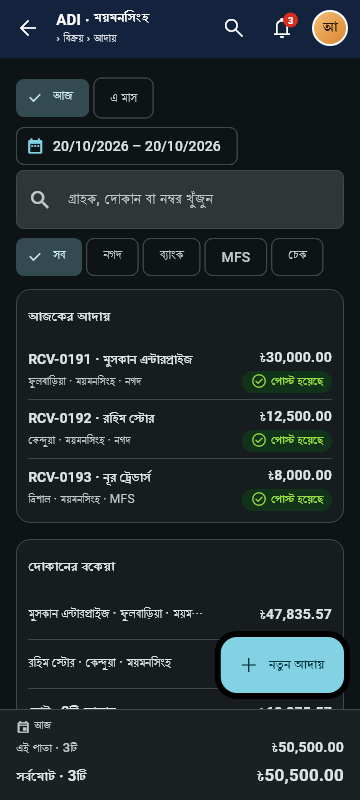 ADI · ময়মনসিংহ
› বিক্রয় › আদায়
3
আ
আজ
এ মাস
20/10/2026 – 20/10/2026
গ্রাহক, দোকান বা নম্বর খুঁজুন
সব
নগদ
ব্যাংক
MFS
চেক
আজকের আদায়
RCV-0191 · মুসকান এন্টারপ্রাইজ
৳30,000.00
ফুলবাড়িয়া · ময়মনসিংহ · নগদ
পোস্ট হয়েছে
RCV-0192 · রহিম স্টোর
৳12,500.00
কেন্দুয়া · ময়মনসিংহ · নগদ
পোস্ট হয়েছে
RCV-0193 · নূর ট্রেডার্স
৳8,000.00
ত্রিশাল · ময়মনসিংহ · MFS
পোস্ট হয়েছে
দোকানের বকেয়া
মুসকান এন্টারপ্রাইজ · ফুলবাড়িয়া · ময়ম…
৳47,835.57
রহিম স্টোর · কেন্দুয়া · ময়মনসিংহ
নতুন আদায়
আজ
এই পাতা · 3টি
৳50,500.00
সর্বমোট · 3টি
৳50,500.00